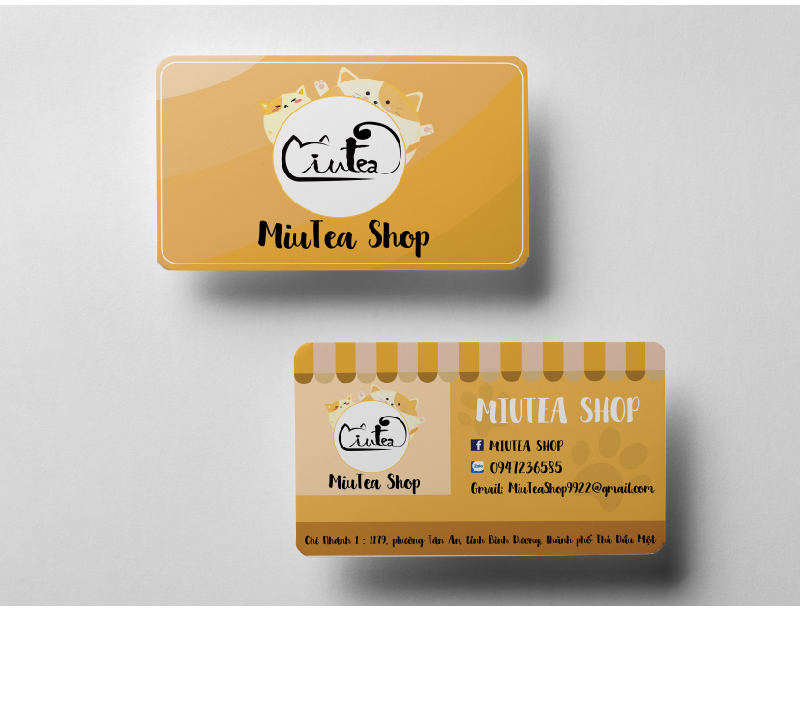 Miutea
MiuTea Shop
Miutea
MiuTea Shop
MIUTEA SHOP
MIUTEA SHOP
Zalo
0947236585
Gmail: MiuTeaShop9922@gmail.com
Chi Nhánh 1 : 1179, phường Tân An, tỉnh Bình Dương, thành phố Thủ Dầu Một